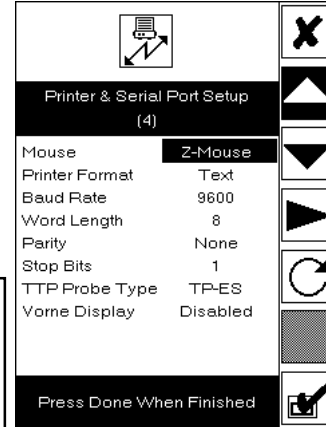 Printer & Serial Port Setup
(4)
Mouse Z-Mouse
Printer Format Text
Baud Rate 9600
Word Length 8
Parity None
Stop Bits 1
TTP Probe Type TP-ES
Vorne Display Disabled
Press Done When Finished